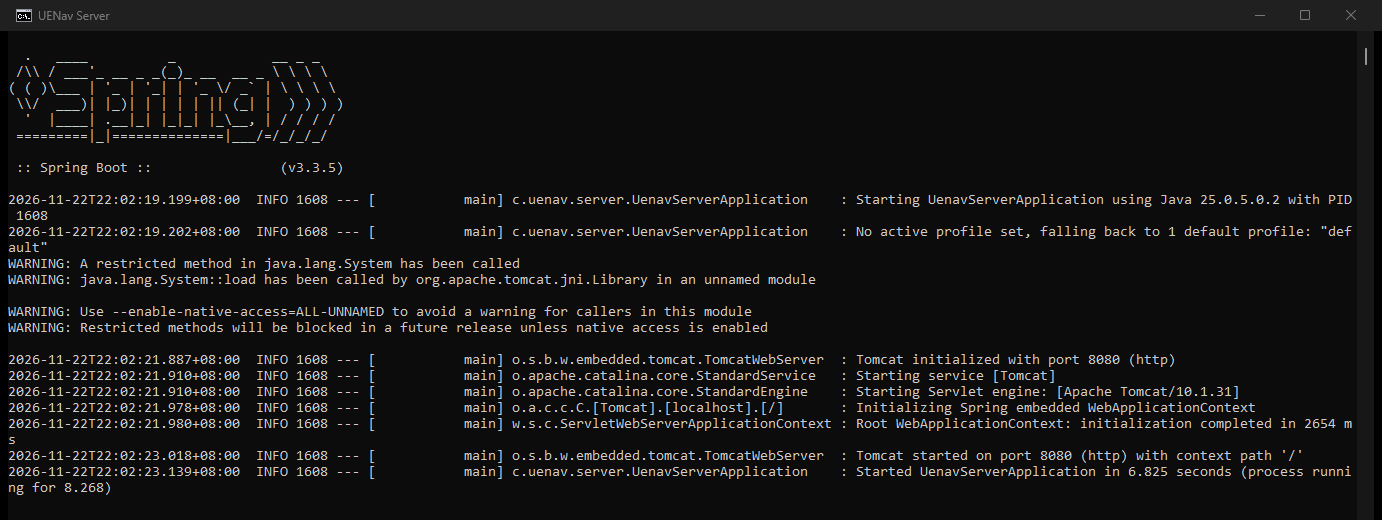 UENav Server
  .   ____          _            __ _ _
 /\\ / ___'_ __ _ _(_)_ __  __ _ \ \ \ \
( ( )\___ | '_ | '_| | '_ \/ _` | \ \ \ \
 \\/  ___)| |_)| | | | | || (_| |  ) ) ) )
  '  |____| .__|_| |_|_| |_\__, | / / / /
 =========|_|==============|___/=/_/_/_/
 :: Spring Boot ::                (v3.3.5)
2026-11-22T22:02:19.199+08:00  INFO 1608 --- [           main] c.uenav.server.UenavServerApplication    : Starting UenavServerApplication using Java 25.0.5.0.2 with PID
 1608
2026-11-22T22:02:19.202+08:00  INFO 1608 --- [           main] c.uenav.server.UenavServerApplication    : No active profile set, falling back to 1 default profile: "def
ault"
WARNING: A restricted method in java.lang.System has been called
WARNING: java.lang.System::load has been called by org.apache.tomcat.jni.Library in an unnamed module
WARNING: Use --enable-native-access=ALL-UNNAMED to avoid a warning for callers in this module
WARNING: Restricted methods will be blocked in a future release unless native access is enabled
2026-11-22T22:02:21.887+08:00  INFO 1608 --- [           main] o.s.b.w.embedded.tomcat.TomcatWebServer  : Tomcat initialized with port 8080 (http)
2026-11-22T22:02:21.910+08:00  INFO 1608 --- [           main] o.apache.catalina.core.StandardService   : Starting service [Tomcat]
2026-11-22T22:02:21.910+08:00  INFO 1608 --- [           main] o.apache.catalina.core.StandardEngine    : Starting Servlet engine: [Apache Tomcat/10.1.31]
2026-11-22T22:02:21.978+08:00  INFO 1608 --- [           main] o.a.c.c.C.[Tomcat].[localhost].[/]       : Initializing Spring embedded WebApplicationContext
2026-11-22T22:02:21.980+08:00  INFO 1608 --- [           main] w.s.c.ServletWebServerApplicationContext : Root WebApplicationContext: initialization completed in 2654 m
s
2026-11-22T22:02:23.018+08:00  INFO 1608 --- [           main] o.s.b.w.embedded.tomcat.TomcatWebServer  : Tomcat started on port 8080 (http) with context path '/'
2026-11-22T22:02:23.139+08:00  INFO 1608 --- [           main] c.uenav.server.UenavServerApplication    : Started UenavServerApplication in 6.825 seconds (process runni
ng for 8.268)